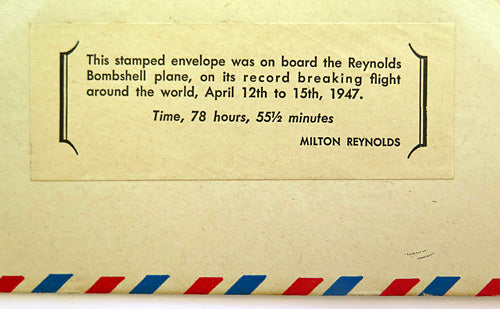 This stamped envelope was on board the Reynolds
Bombshell plane, on its record breaking flight
around the world, April 12th to 15th, 1947.
Time, 78 hours, 55½ minutes
MILTON REYNOLDS